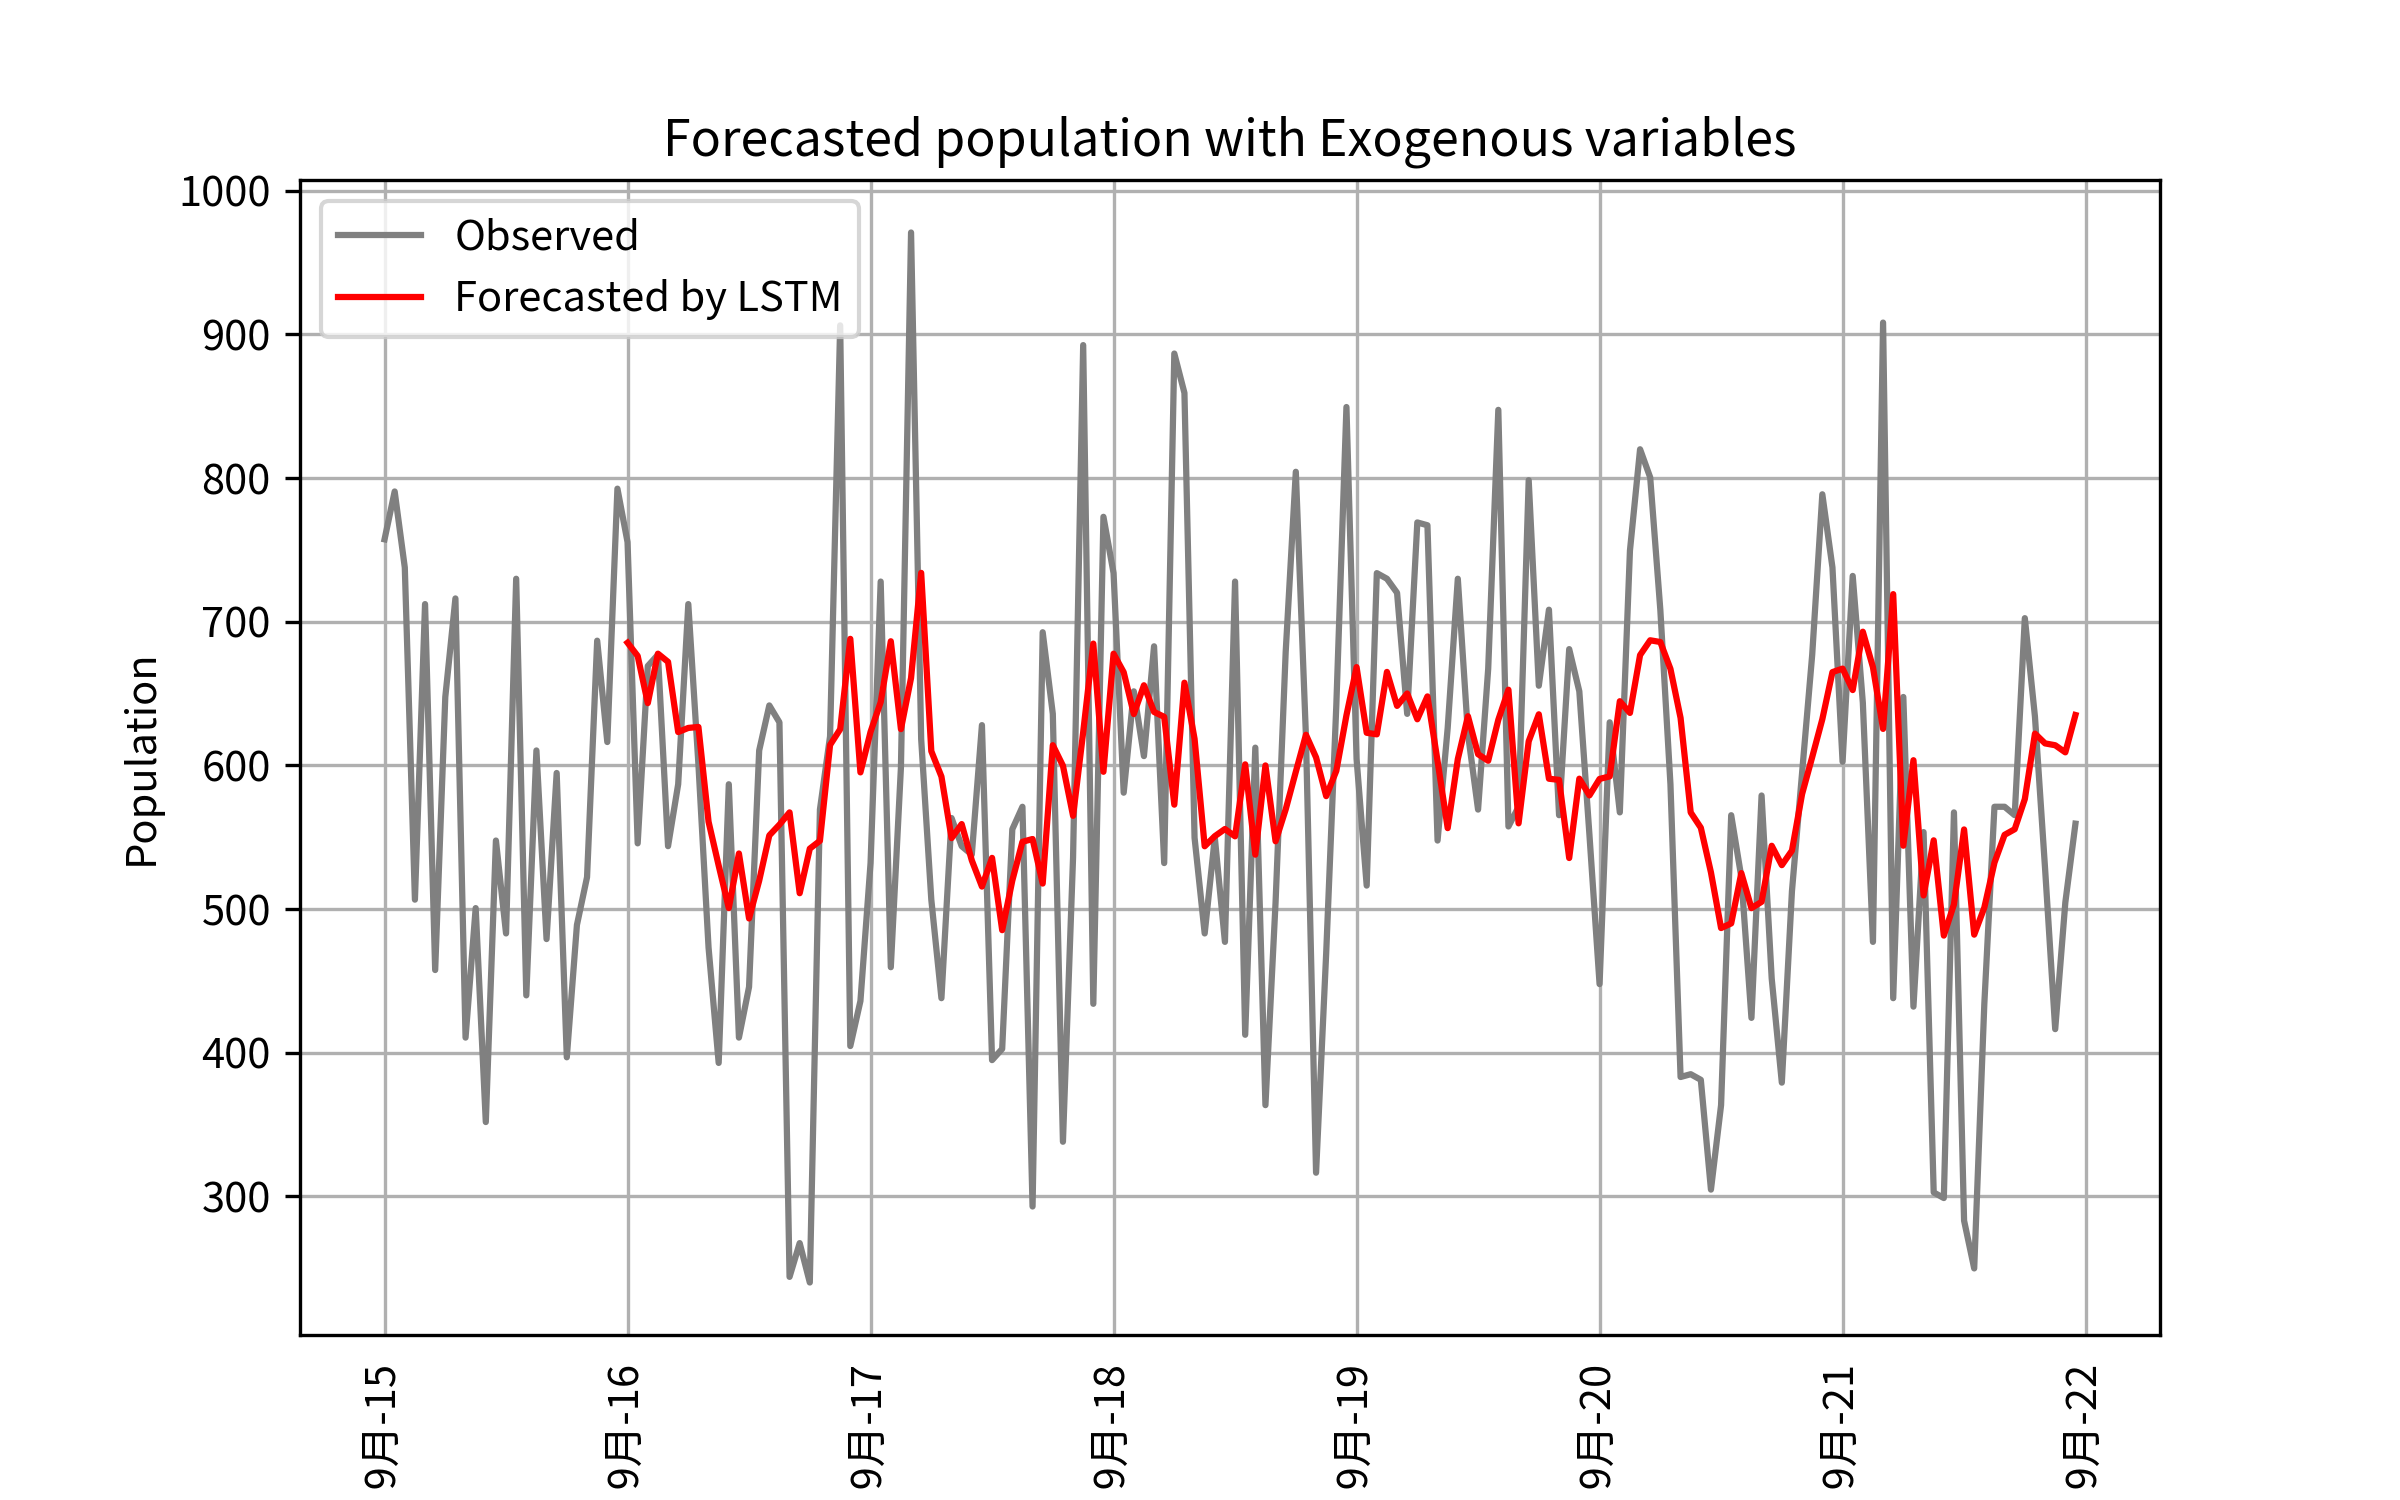 Forecasted population with Exogenous variables
Observed
Forecasted by LSTM
Population
1000
900
800
700
600
500
400
300
9月-15
9月-16
9月-17
9月-18
9月-19
9月-20
9月-21
9月-22